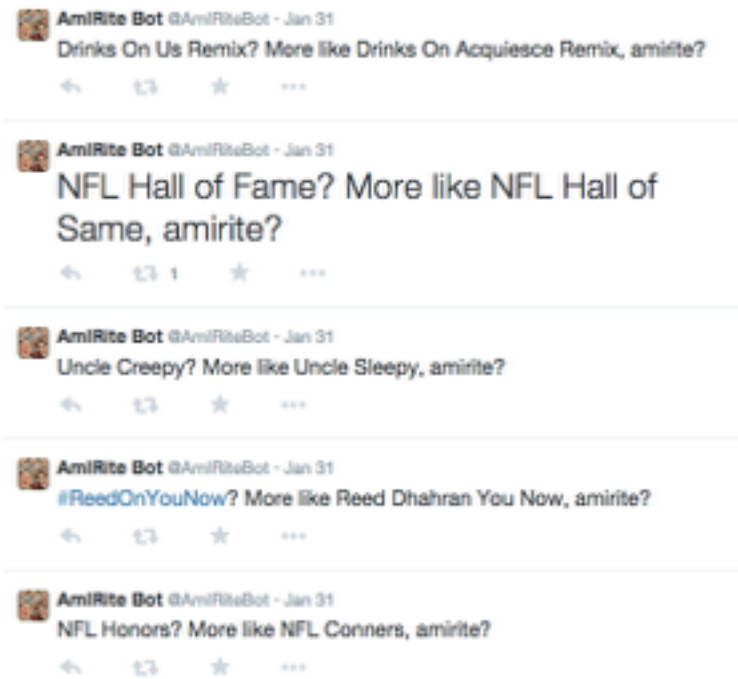 AmIRite Bot @AmIRiteBot - Jan 31
Drinks On Us Remix? More like Drinks On Acquiesce Remix, amirite?
AmIRite Bot @AmIRiteBot - Jan 31
NFL Hall of Fame? More like NFL Hall of
Same, amirite?
1
AmIRite Bot @AmIRiteBot - Jan 31
Uncle Creepy? More like Uncle Sleepy, amirite?
AmIRite Bot @AmIRiteBot - Jan 31
#ReedOnYouNow? More like Reed Dhahran You Now, amirite?
AmIRite Bot @AmIRiteBot - Jan 31
NFL Honors? More like NFL Conners, amirite?